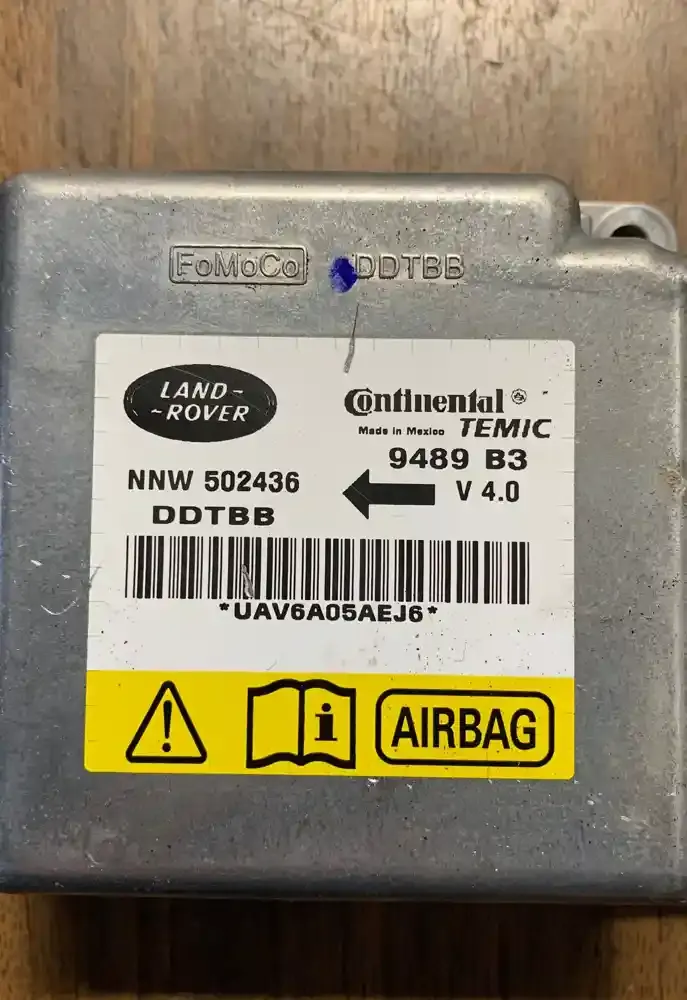 FoMoCo DDTBB
LAND-
-ROVER
Continental
Made in Mexico TEMIC
9489 B3
NNW 502436
V 4.0
DDTBB
*UAV6A05AEJ6*
i
AIRBAG